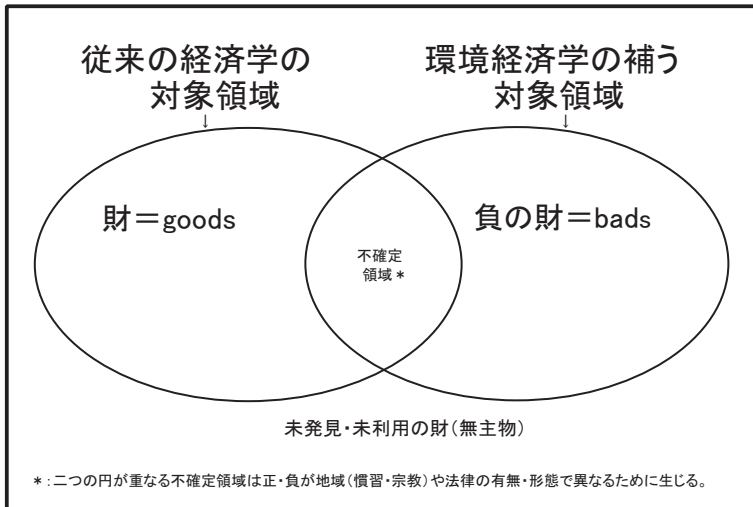 従来の経済学の
対象領域
↓
環境経済学の補う
対象領域
↓
財＝goods
負の財＝bads
不確定
領域＊
未発見・未利用の財(無主物)
＊:二つの円が重なる不確定領域は正・負が地域(慣習・宗教)や法律の有無・形態で異なるために生じる。